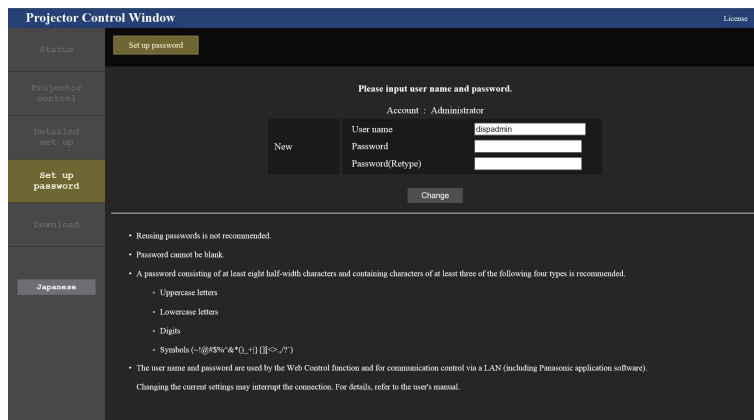 Projector Control Window
License
Status
Set up password
Projector
control
Detailed
set up
Set up
password
Download
Japanese
Please input user name and password.
Account : Administrator
New
User name
dispadmin
Password
Password(Retype)
Change
• Reusing passwords is not recommended.
• Password cannot be blank.
• A password consisting of at least eight half-width characters and containing characters of at least three of the following four types is recommended.
• Uppercase letters
• Lowercase letters
• Digits
• Symbols (~!@#$%^&*()_+|}{][<>.,/?`)
• The user name and password are used by the Web Control function and for communication control via a LAN (including Panasonic application software).
Changing the current settings may interrupt the connection. For details, refer to the user's manual.